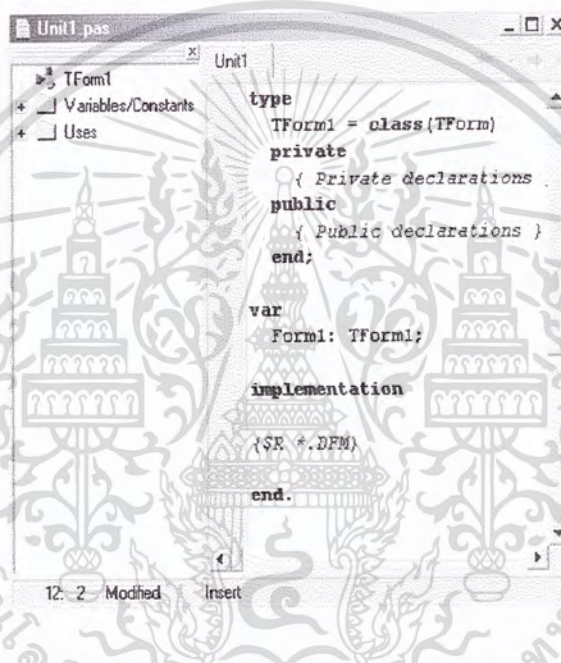 Unit1.pas
TForm1
Variables/Constants
Uses
Unit1
type
TForm1 = class(TForm)
private
{ Private declarations
public
{ Public declarations }
end;
var
Form1: TForm1;
implementation
{$R *.DFM}
end.
12: 2 Modified Insert